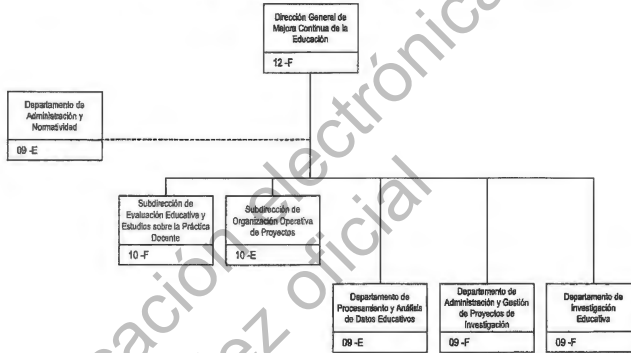 Dirección General de
Mejora Continua de la
Educación
12 -F
Departamento de
Administración y
Normatividad
09 -E
Subdirección de
Evaluación Educativa y
Estudios sobre la Práctica
Docente
10 -F
Subdirección de
Organización Operativa
de Proyectos
10 -E
Departamento de
Procesamiento y Análisis
de Datos Educativos
09 -E
Departamento de
Administración y Gestión
de Proyectos de
Investigación
09 -F
Departamento de
Investigación
Educativa
09 -F
electrónica
oficial